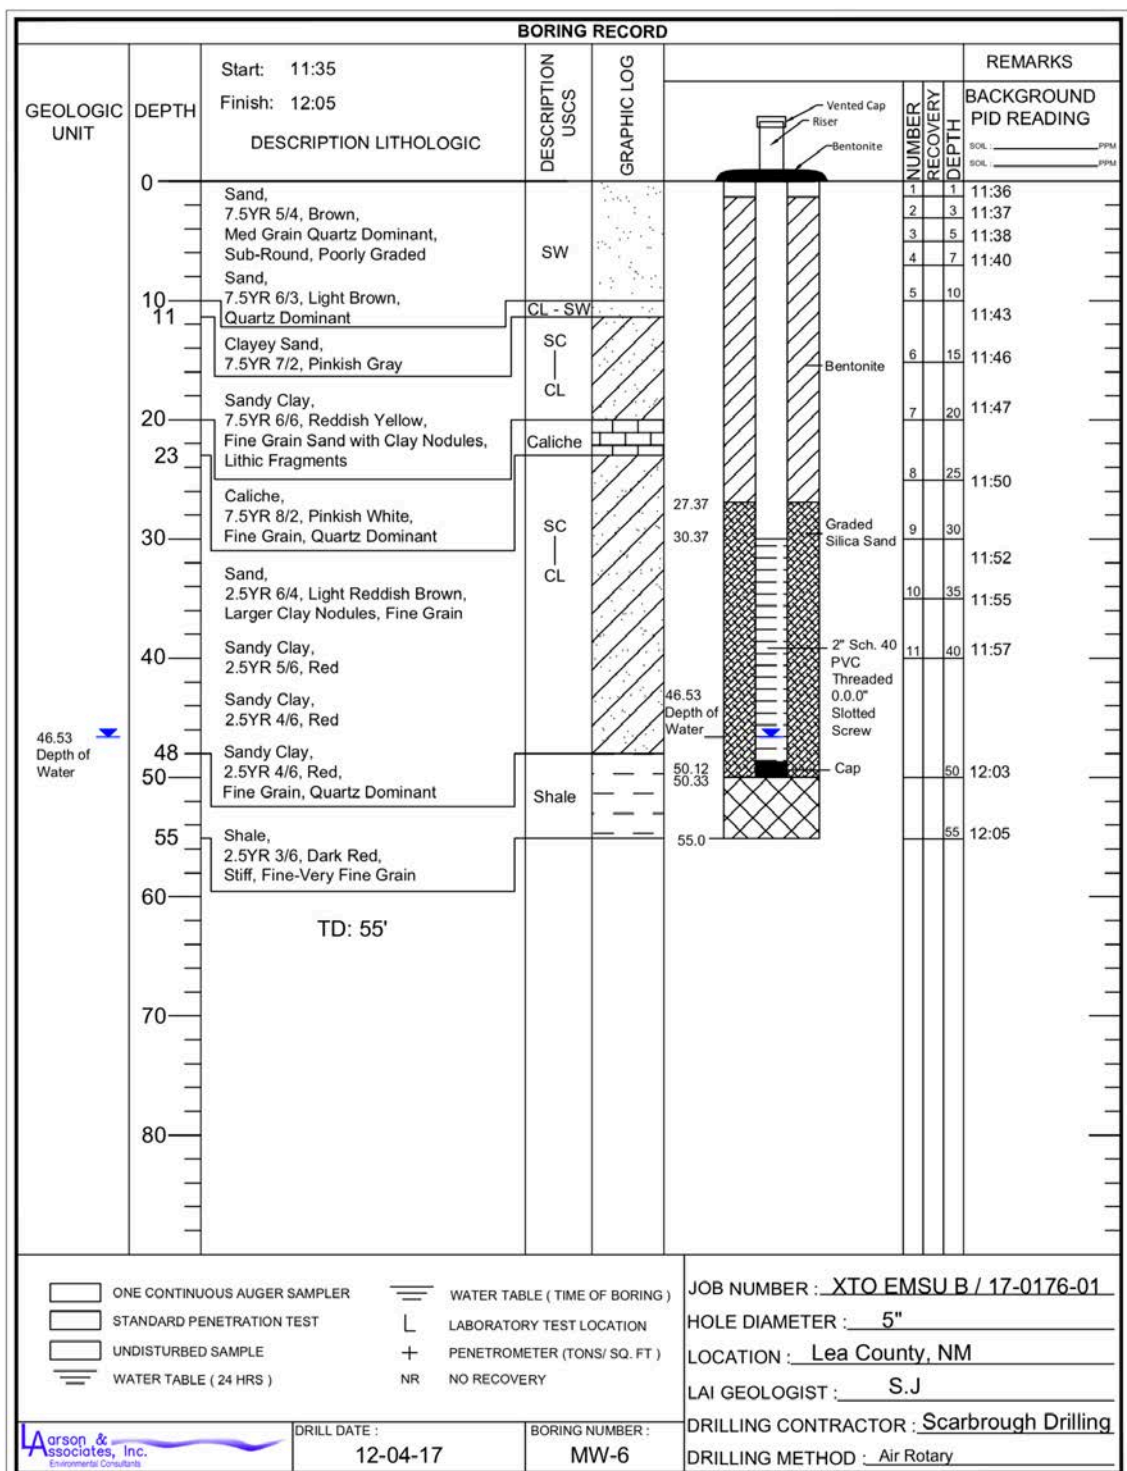 BORING RECORD
GEOLOGIC
UNIT
DEPTH
Start: 11:35
Finish: 12:05
DESCRIPTION LITHOLOGIC
DESCRIPTION
USCS
GRAPHIC LOG
NUMBER
RECOVERY
DEPTH
REMARKS
BACKGROUND
PID READING
SOIL : PPM
SOIL : PPM
Vented Cap
Riser
Bentonite
0
10
11
20
23
30
40
48
50
55
60
70
80
46.53
Depth of
Water
Sand,
7.5YR 5/4, Brown,
Med Grain Quartz Dominant,
Sub-Round, Poorly Graded
Sand,
7.5YR 6/3, Light Brown,
Quartz Dominant
Clayey Sand,
7.5YR 7/2, Pinkish Gray
Sandy Clay,
7.5YR 6/6, Reddish Yellow,
Fine Grain Sand with Clay Nodules,
Lithic Fragments
Caliche,
7.5YR 8/2, Pinkish White,
Fine Grain, Quartz Dominant
Sand,
2.5YR 6/4, Light Reddish Brown,
Larger Clay Nodules, Fine Grain
Sandy Clay,
2.5YR 5/6, Red
Sandy Clay,
2.5YR 4/6, Red
Sandy Clay,
2.5YR 4/6, Red,
Fine Grain, Quartz Dominant
Shale,
2.5YR 3/6, Dark Red,
Stiff, Fine-Very Fine Grain
TD: 55'
SW
CL - SW
SC
CL
Caliche
SC
CL
Shale
Bentonite
27.37
30.37
Graded
Silica Sand
2" Sch. 40
PVC
Threaded
0.0.0"
Slotted
Screw
46.53
Depth of
Water
50.12
50.33
Cap
55.0
1 1 11:36
2 3 11:37
3 5 11:38
4 7 11:40
5 10
11:43
6 15 11:46
7 20 11:47
8 25 11:50
9 30
11:52
10 35 11:55
11 40 11:57
50 12:03
55 12:05
ONE CONTINUOUS AUGER SAMPLER
STANDARD PENETRATION TEST
UNDISTURBED SAMPLE
WATER TABLE ( 24 HRS )
WATER TABLE ( TIME OF BORING )
L LABORATORY TEST LOCATION
+ PENETROMETER (TONS/ SQ. FT )
NR NO RECOVERY
JOB NUMBER : XTO EMSU B / 17-0176-01
HOLE DIAMETER : 5"
LOCATION : Lea County, NM
LAI GEOLOGIST : S.J
DRILLING CONTRACTOR : Scarbrough Drilling
DRILLING METHOD : Air Rotary
Larson &
Associates, Inc.
Environmental Consultants
DRILL DATE :
12-04-17
BORING NUMBER :
MW-6